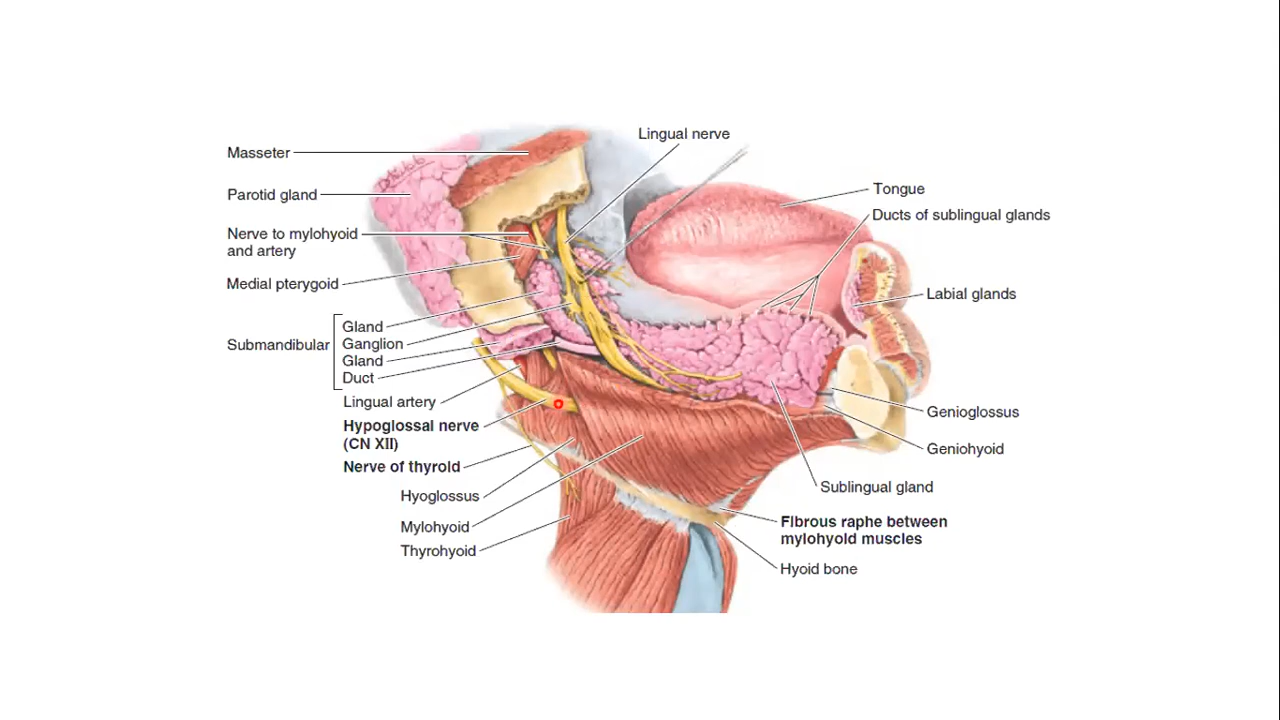 Lingual nerve
Masseter
Parotid gland
Tongue
Ducts of sublingual glands
Nerve to mylohyoid
and artery
Medial pterygoid
Labial glands
Submandibular
Gland
Ganglion
Gland
Duct
Lingual artery
Hypoglossal nerve
(CN XII)
Nerve of thyroid
Hyoglossus
Mylohyoid
Thyrohyoid
Genioglossus
Geniohyoid
Sublingual gland
Fibrous raphe between
mylohyoid muscles
Hyoid bone